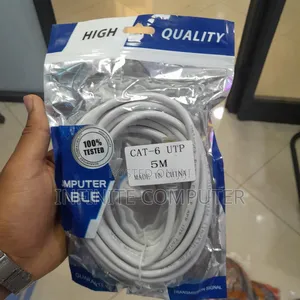 HIGH QUALITY
100%
TESTED
CAT-6 UTP
5M
MADE IN CHINA
MPUTER
BLE
INFINITE COMPUTER